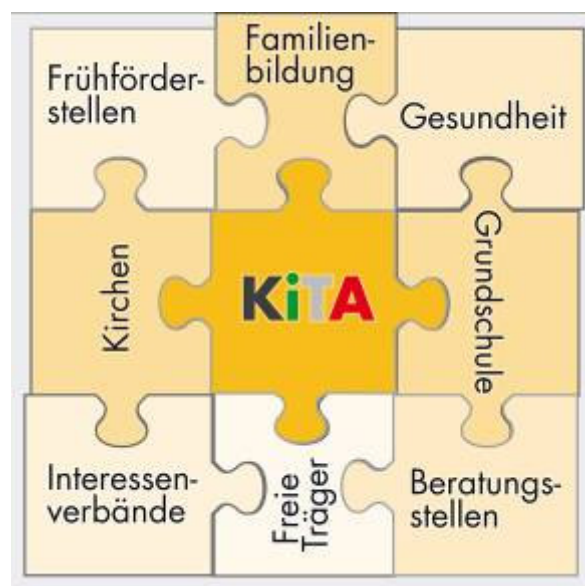 Frühförder-
stellen
Familien-
bildung
Gesundheit
Kirchen
KiTA
Grundschule
Interessen-
verbände
Freie
Träger
Beratungs-
stellen